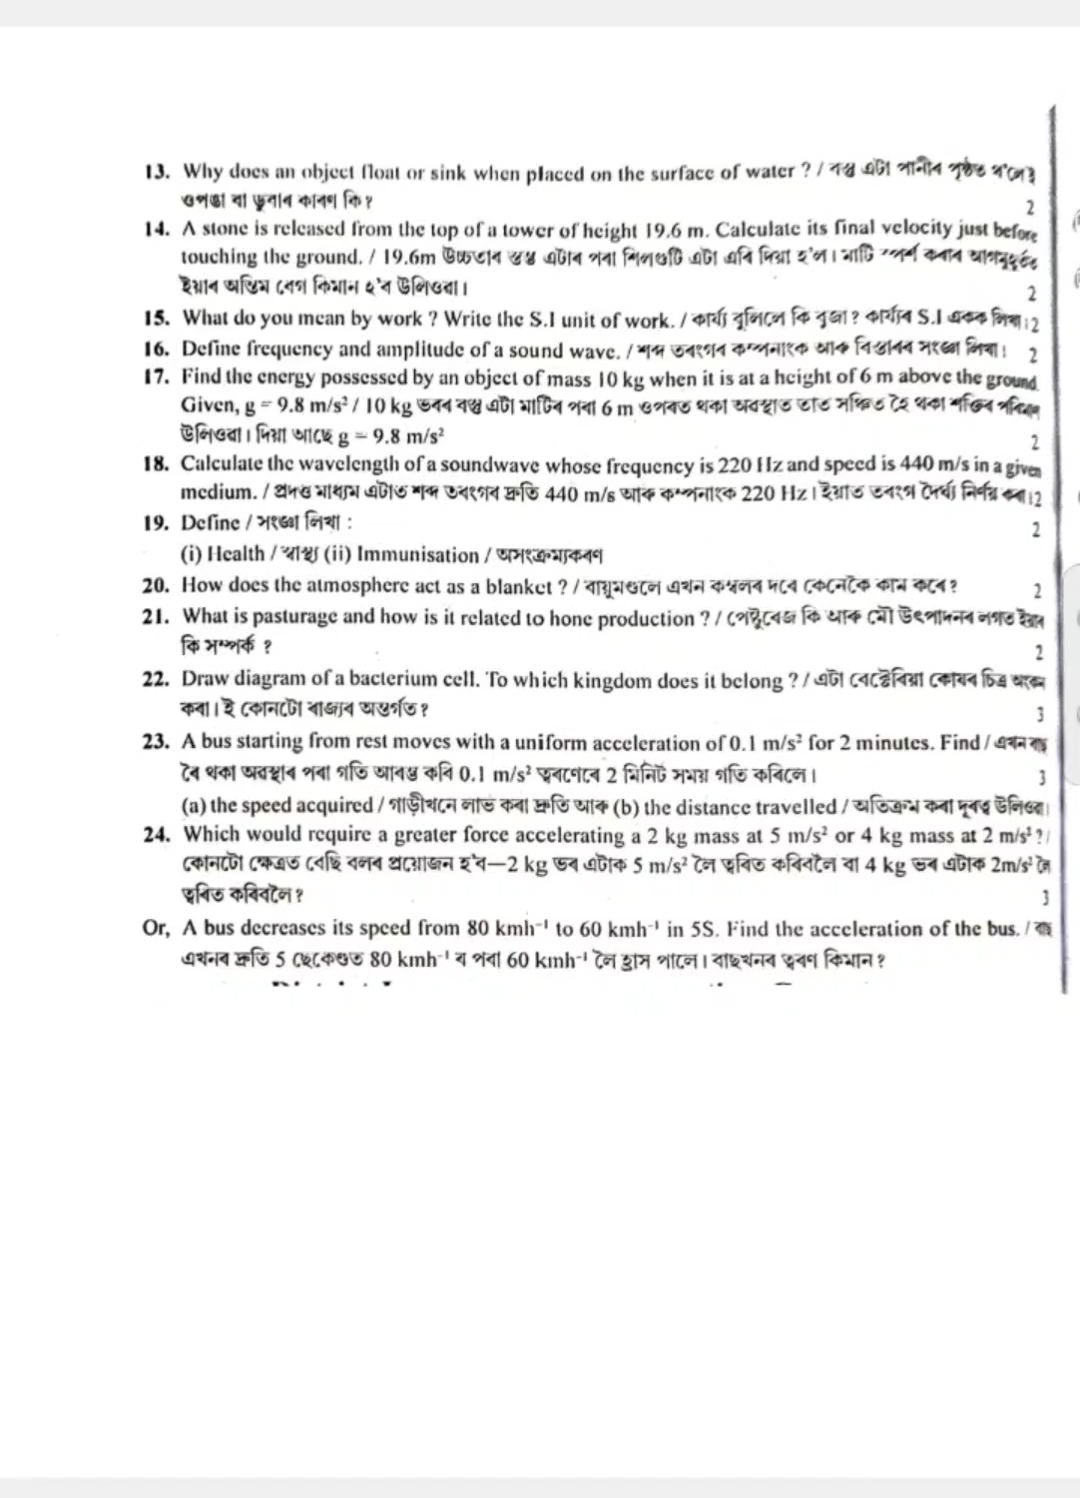 13. Why does an object float or sink when placed on the surface of water ? / বস্তু এটা পানীৰ পৃষ্ঠত থ'লেই
ওপঙা বা ডুবাৰ কাৰণ কি ?
2
14. A stone is released from the top of a tower of height 19.6 m. Calculate its final velocity just before
touching the ground. / 19.6m উচ্চতাৰ স্তম্ভ এটাৰ পৰা শিলগুটি এটা এৰি দিয়া হ'ল। মাটি স্পৰ্শ কৰাৰ আগমুহূৰ্তত
ইয়াৰ অন্তিম বেগ কিমান হ'ব উলিওৱা।
2
15. What do you mean by work ? Write the S.I unit of work. / কাৰ্য্য বুলিলে কি বুজা ? কাৰ্য্যৰ S.I একক লিখা। 2
16. Define frequency and amplitude of a sound wave. / শব্দ তৰংগৰ কম্পনাংক আৰু বিস্তাৰৰ সংজ্ঞা লিখা। 2
17. Find the energy possessed by an object of mass 10 kg when it is at a height of 6 m above the ground.
Given, g = 9.8 m/s² / 10 kg ভৰৰ বস্তু এটা মাটিৰ পৰা 6 m ওপৰত থকা অৱস্থাত তাত সঞ্চিত হৈ থকা শক্তিৰ পৰিমাণ
উলিওৱা। দিয়া আছে g = 9.8 m/s²
2
18. Calculate the wavelength of a soundwave whose frequency is 220 Hz and speed is 440 m/s in a given
medium. / প্ৰদত্ত মাধ্যম এটাত শব্দ তৰংগৰ দ্ৰুতি 440 m/s আৰু কম্পনাংক 220 Hz। ইয়াত তৰংগ দৈৰ্ঘ্য নিৰ্ণয় কৰা। 2
19. Define / সংজ্ঞা লিখা :
2
(i) Health / স্বাস্থ্য (ii) Immunisation / অসংক্ৰম্যকৰণ
20. How does the atmosphere act as a blanket ? / বায়ুমণ্ডলে এখন কম্বলৰ দৰে কেনেকৈ কাম কৰে ? 2
21. What is pasturage and how is it related to hone production ? / পেষ্টুৰেজ কি আৰু মৌ উৎপাদনৰ লগত ইয়াৰ
কি সম্পৰ্ক ?
2
22. Draw diagram of a bacterium cell. To which kingdom does it belong ? / এটা বেক্টেৰিয়া কোষৰ চিত্ৰ অংকন
কৰা। ই কোনটো ৰাজ্যৰ অন্তৰ্গত ?
3
23. A bus starting from rest moves with a uniform acceleration of 0.1 m/s² for 2 minutes. Find / এখন বাছ
ৰৈ থকা অৱস্থাৰ পৰা গতি আৰম্ভ কৰি 0.1 m/s² ত্বৰণেৰে 2 মিনিট সময় গতি কৰিলে।
3
(a) the speed acquired / গাড়ীখনে লাভ কৰা দ্ৰুতি আৰু (b) the distance travelled / অতিক্ৰম কৰা দূৰত্ব উলিওৱা।
24. Which would require a greater force accelerating a 2 kg mass at 5 m/s² or 4 kg mass at 2 m/s² ? /
কোনটো ক্ষেত্ৰত বেছি বলৰ প্ৰয়োজন হ'ব—2 kg ভৰ এটাক 5 m/s² লৈ ত্বৰিত কৰিবলৈ বা 4 kg ভৰ এটাক 2m/s² লৈ
ত্বৰিত কৰিবলৈ ?
3
Or, A bus decreases its speed from 80 kmh⁻¹ to 60 kmh⁻¹ in 5S. Find the acceleration of the bus. / বাছ
এখনৰ দ্ৰুতি 5 ছেকেণ্ডত 80 kmh⁻¹ ৰ পৰা 60 kmh⁻¹ লৈ হ্ৰাস পালে। বাছখনৰ ত্বৰণ কিমান ?